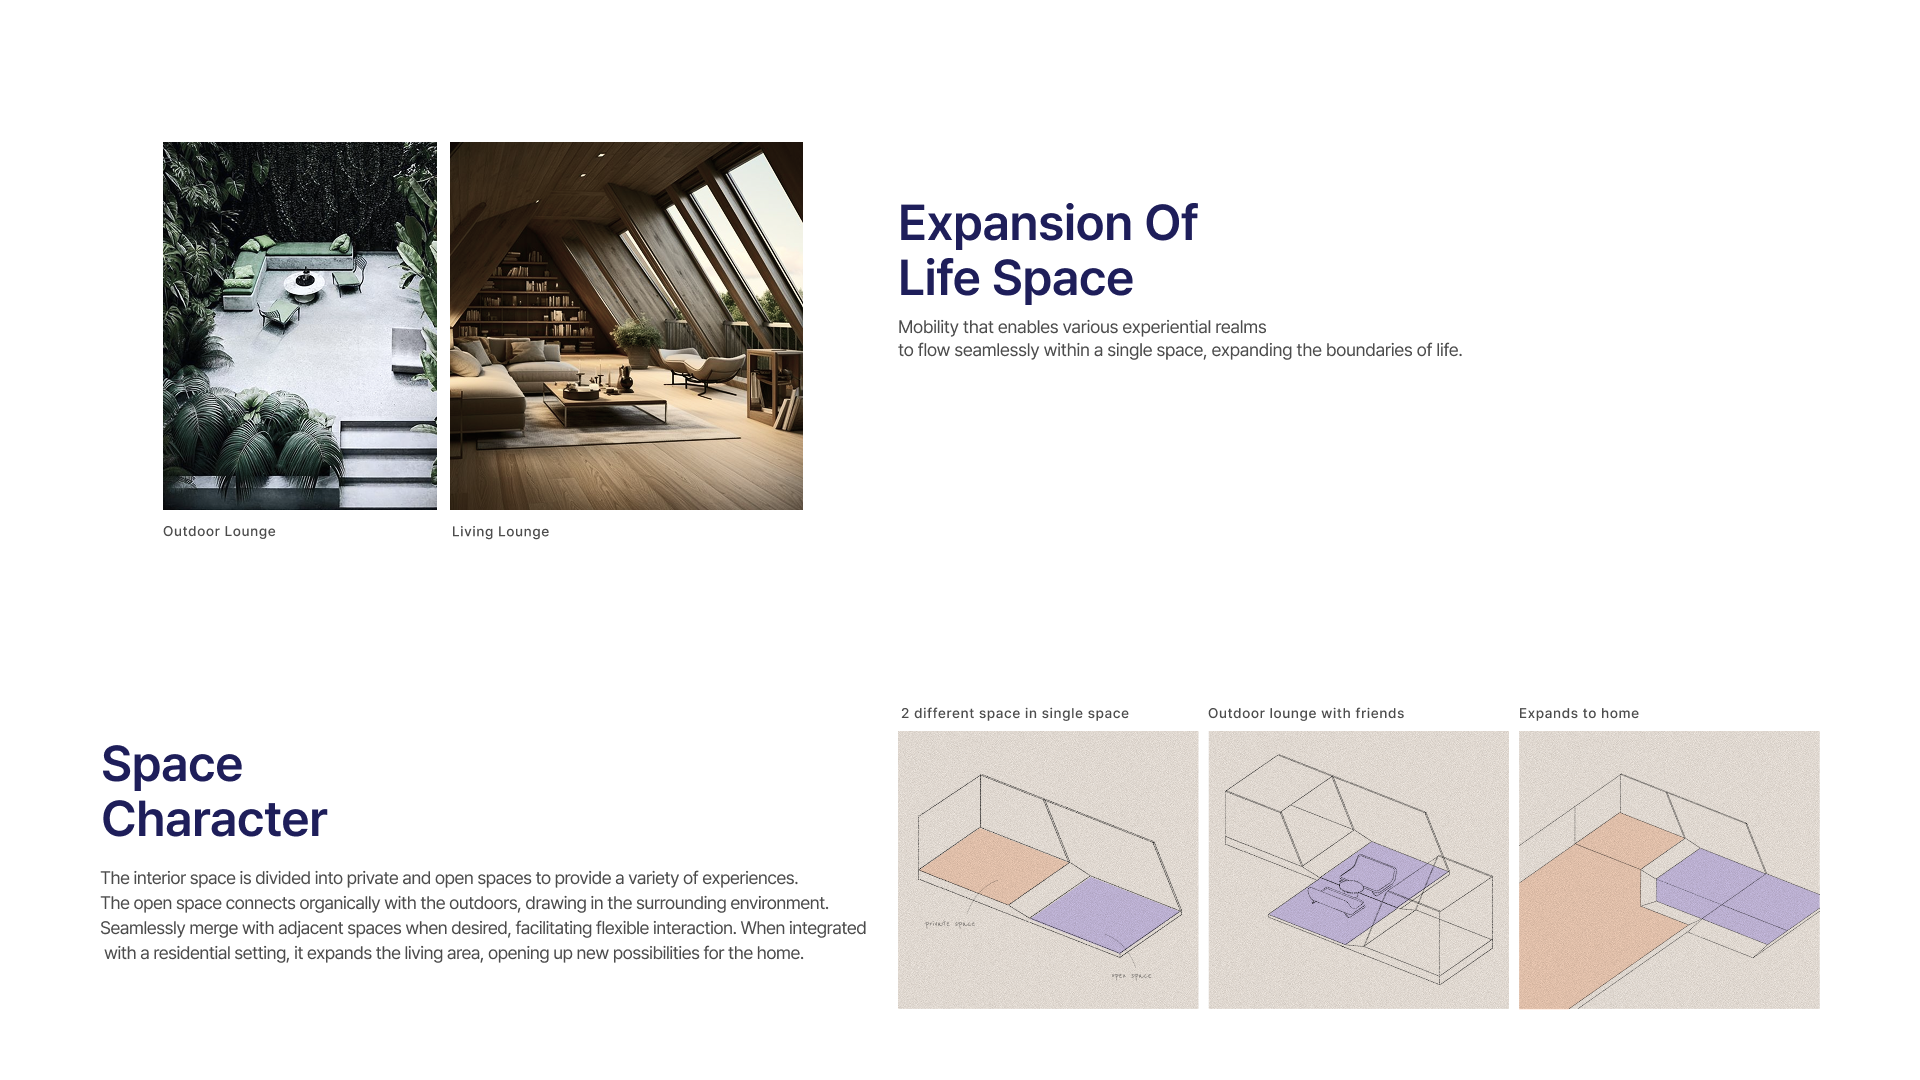 Expansion Of
Life Space
Mobility that enables various experiential realms
to flow seamlessly within a single space, expanding the boundaries of life.
Outdoor Lounge
Living Lounge
Space
Character
The interior space is divided into private and open spaces to provide a variety of experiences.
The open space connects organically with the outdoors, drawing in the surrounding environment.
Seamlessly merge with adjacent spaces when desired, facilitating flexible interaction. When integrated
with a residential setting, it expands the living area, opening up new possibilities for the home.
2 different space in single space
Outdoor lounge with friends
Expands to home
private space
open space